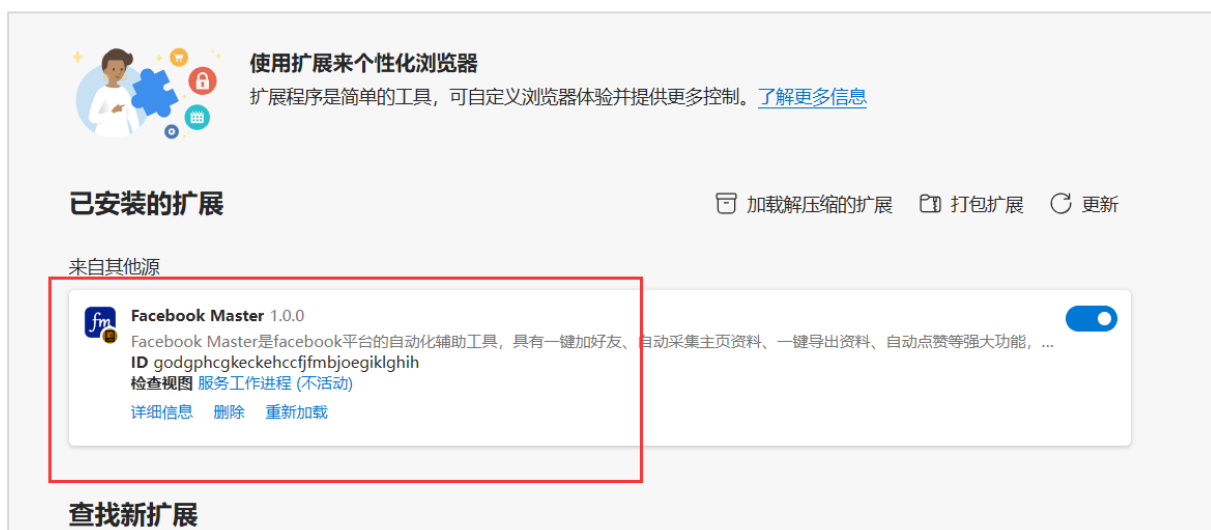 使用扩展来个性化浏览器
扩展程序是简单的工具，可自定义浏览器体验并提供更多控制。了解更多信息
已安装的扩展 加载解压缩的扩展 打包扩展 更新
来自其他源
fm Facebook Master 1.0.0
Facebook Master是facebook平台的自动化辅助工具，具有一键加好友、自动采集主页资料、一键导出资料、自动点赞等强大功能，...
ID godgphcgkeckehccfjfmbjoegiklghih
检查视图 服务工作进程 (不活动)
详细信息 删除 重新加载
查找新扩展